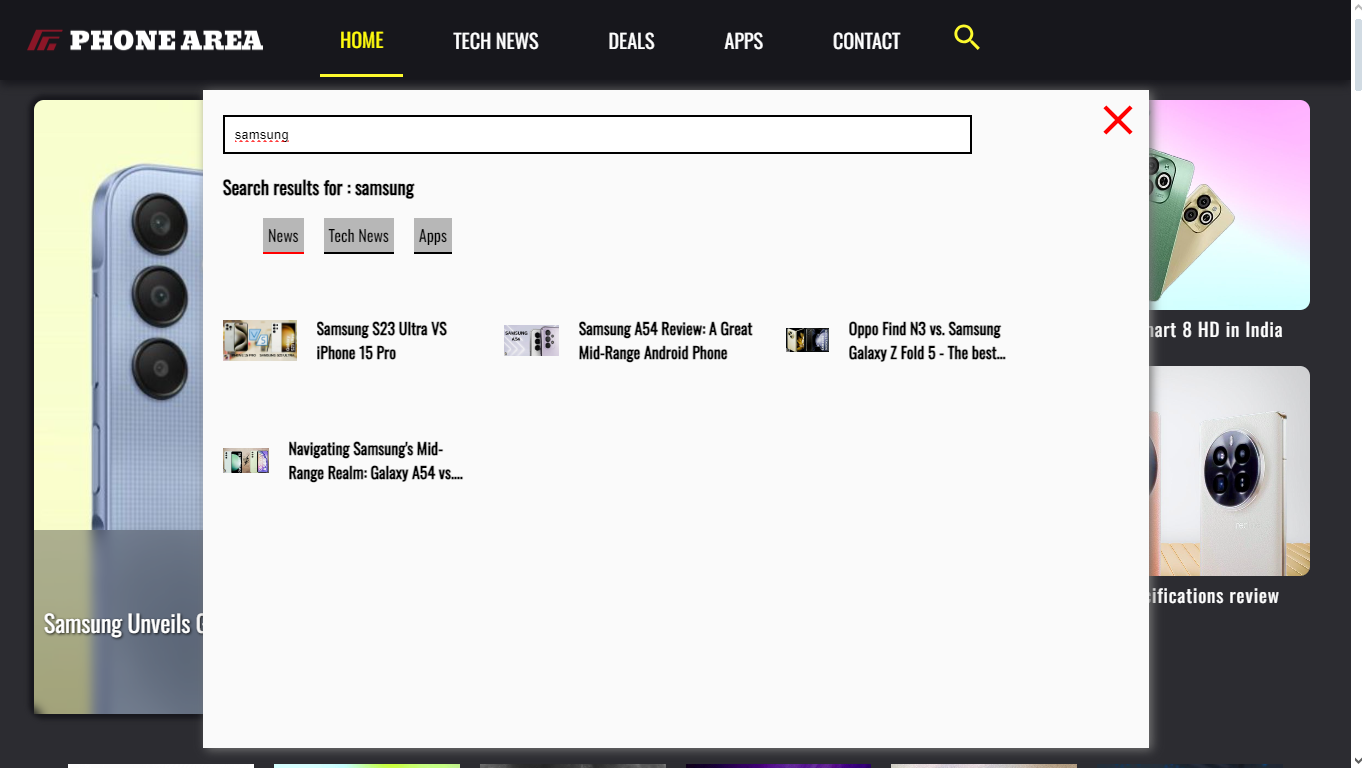 PHONE AREA
HOME
TECH NEWS
DEALS
APPS
CONTACT
samsung
Search results for : samsung
News
Tech News
Apps
Samsung S23 Ultra VS
iPhone 15 Pro
Samsung A54 Review: A Great
Mid-Range Android Phone
Oppo Find N3 vs. Samsung
Galaxy Z Fold 5 - The best...
Navigating Samsung's Mid-
Range Realm: Galaxy A54 vs....
8 HD in India
review
Samsung Unveils